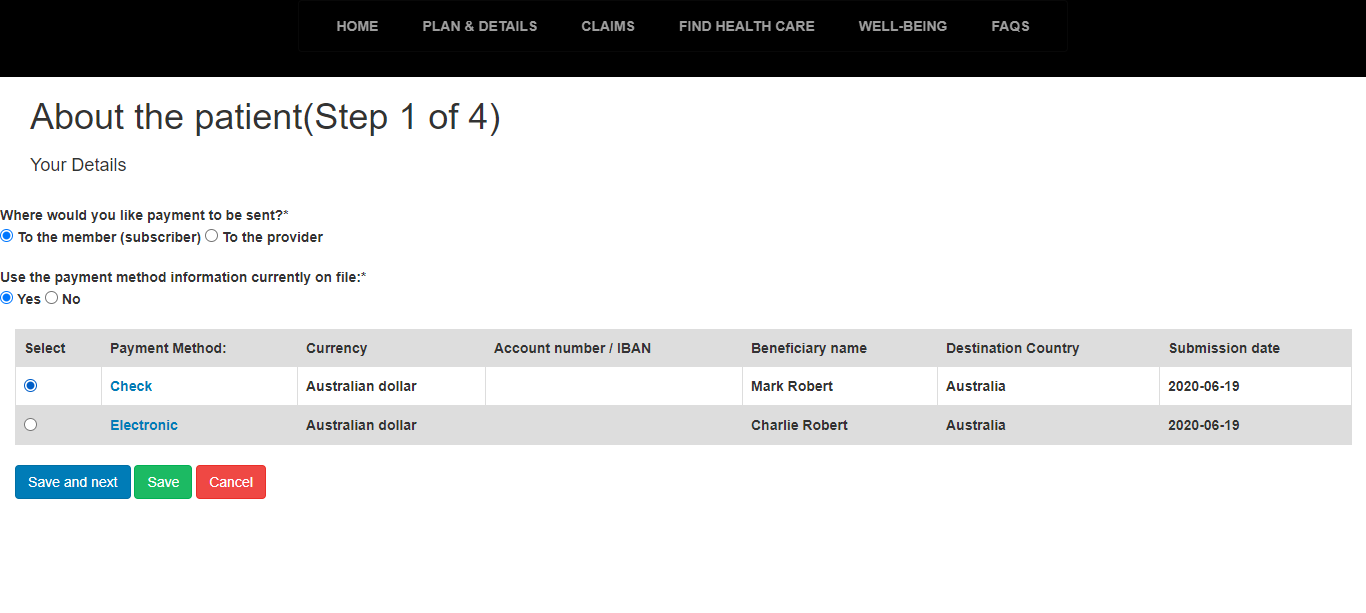 HOME PLAN & DETAILS CLAIMS FIND HEALTH CARE WELL-BEING FAQS
About the patient(Step 1 of 4)
Your Details
Where would you like payment to be sent?*
To the member (subscriber) To the provider
Use the payment method information currently on file:*
Yes No
Select Payment Method: Currency Account number / IBAN Beneficiary name Destination Country Submission date
Check Australian dollar Mark Robert Australia 2020-06-19
Electronic Australian dollar Charlie Robert Australia 2020-06-19
Save and next Save Cancel